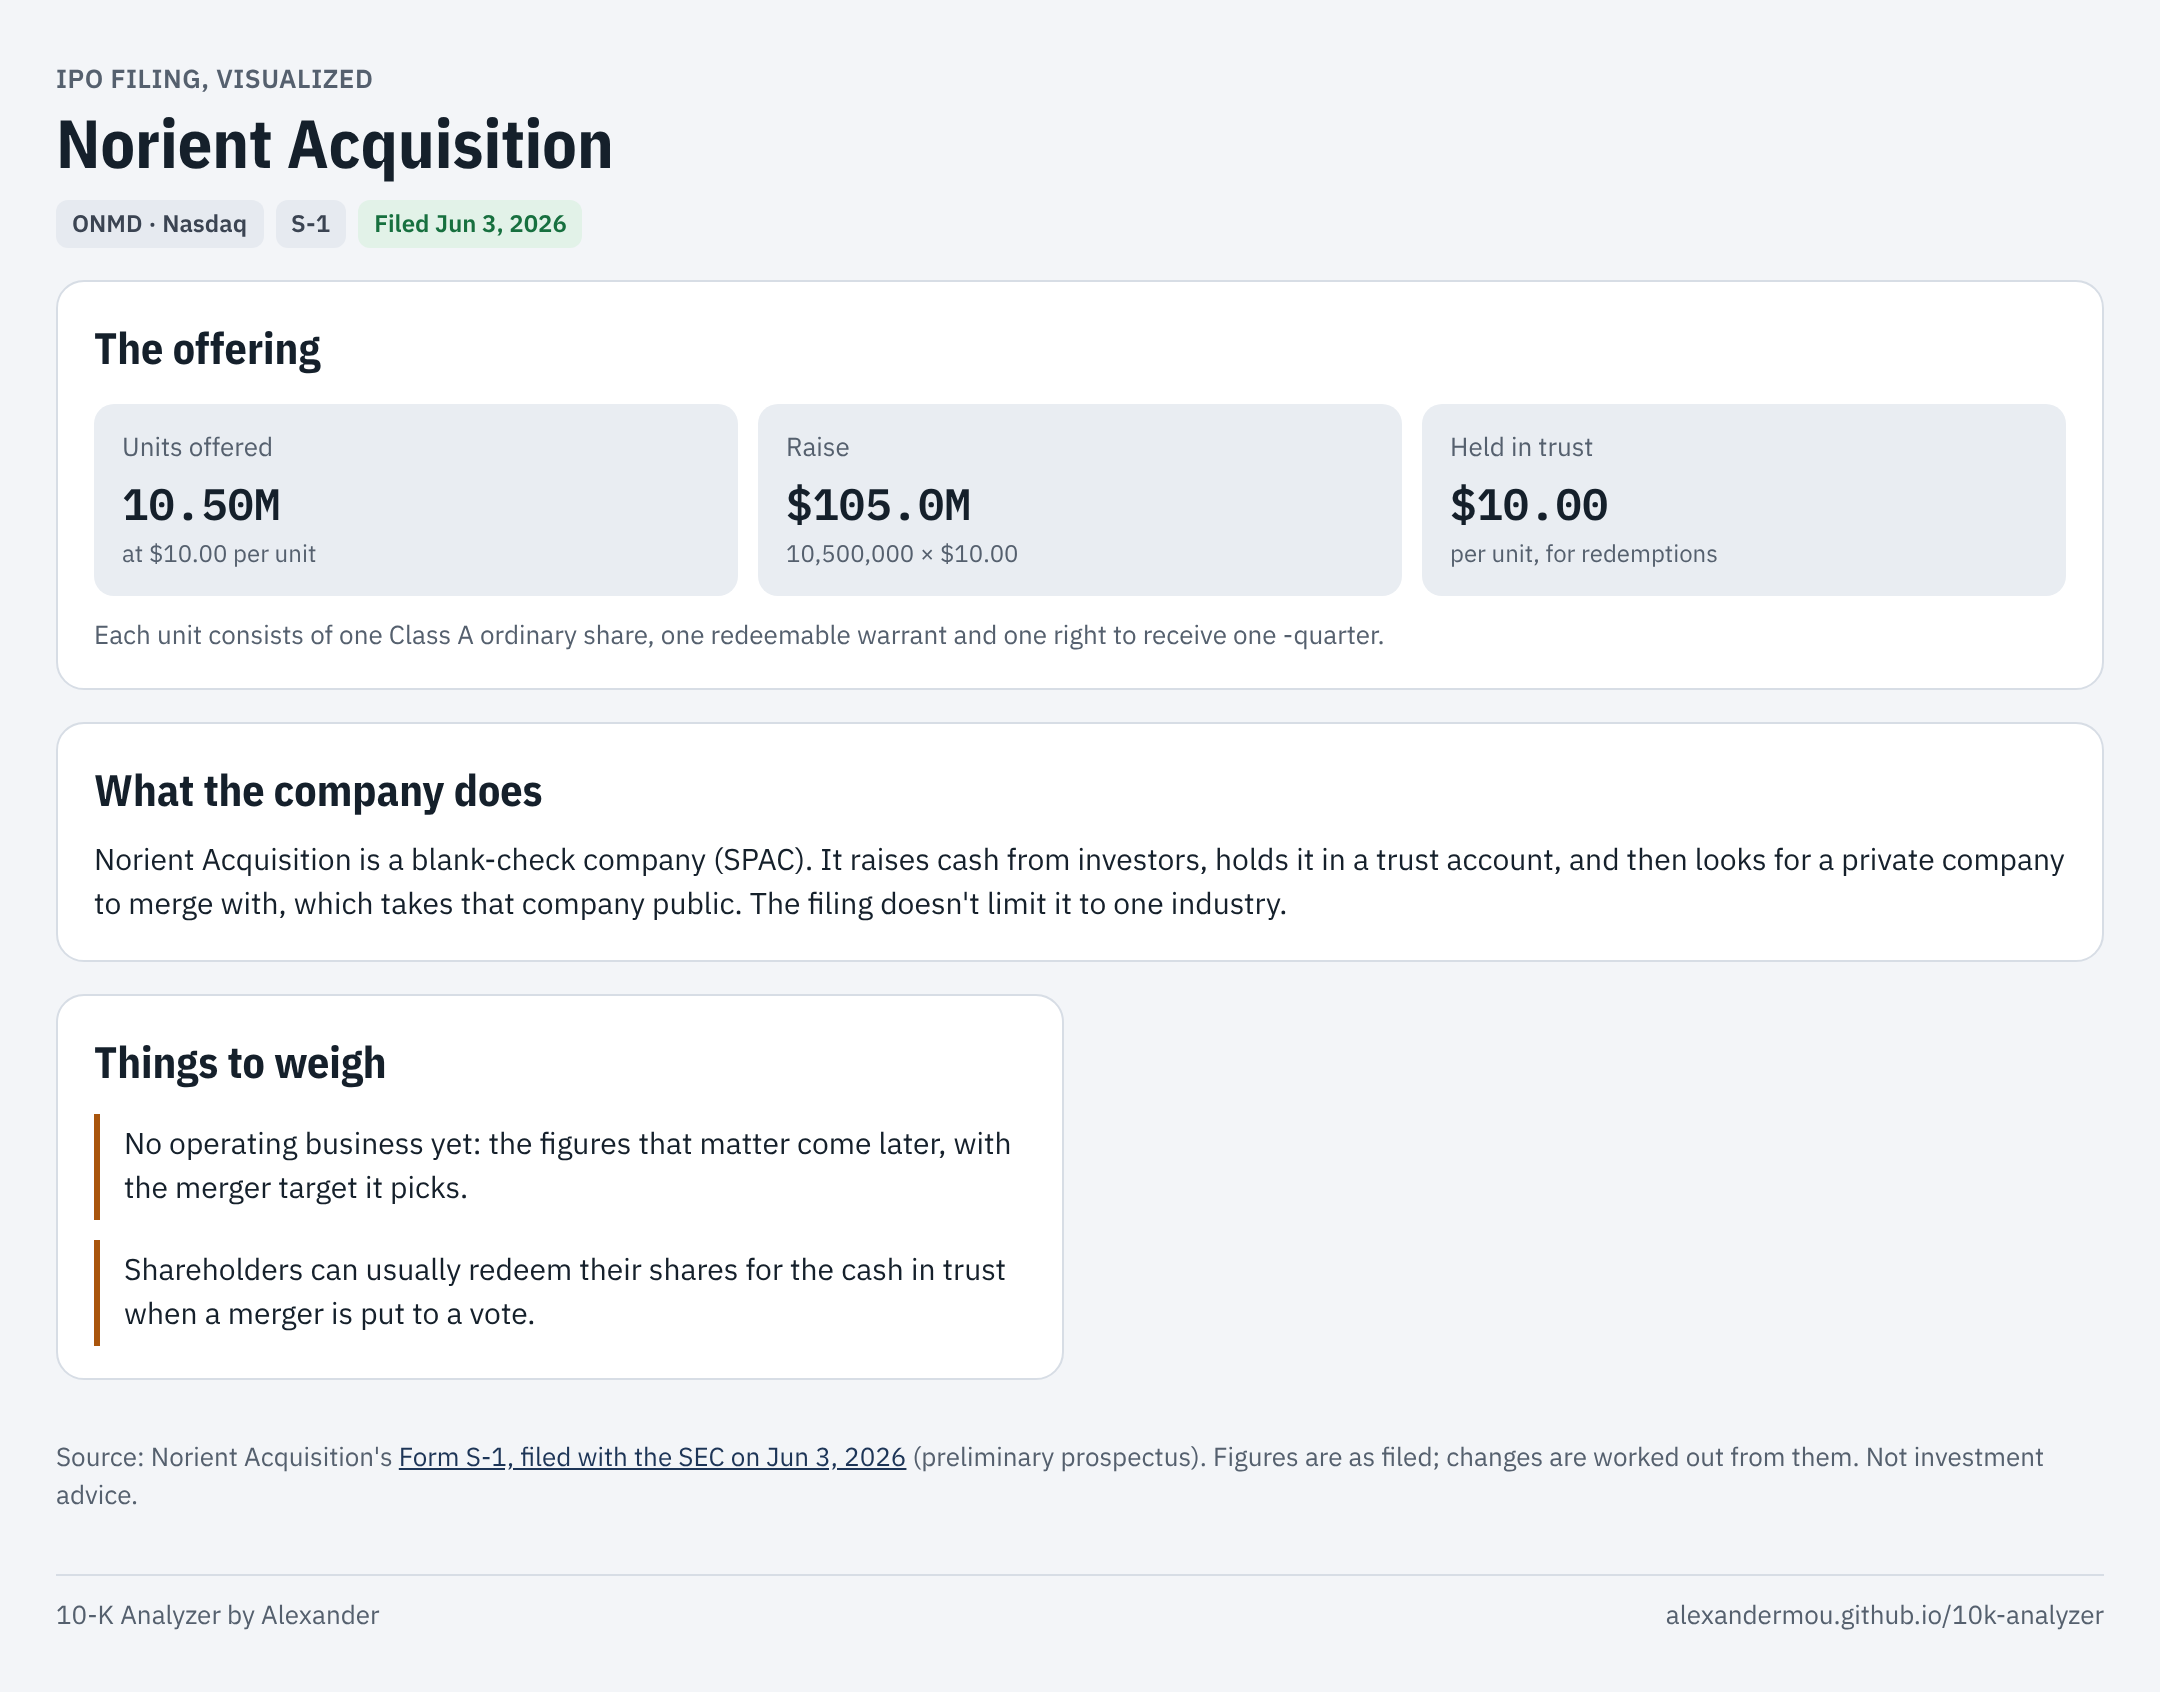 IPO FILING, VISUALIZED
Norient Acquisition
ONMD · Nasdaq S-1 Filed Jun 3, 2026
The offering
Units offered
10.50M
at $10.00 per unit
Raise
$105.0M
10,500,000 × $10.00
Held in trust
$10.00
per unit, for redemptions
Each unit consists of one Class A ordinary share, one redeemable warrant and one right to receive one -quarter.
What the company does
Norient Acquisition is a blank-check company (SPAC). It raises cash from investors, holds it in a trust account, and then looks for a private company
to merge with, which takes that company public. The filing doesn't limit it to one industry.
Things to weigh
No operating business yet: the figures that matter come later, with
the merger target it picks.
Shareholders can usually redeem their shares for the cash in trust
when a merger is put to a vote.
Source: Norient Acquisition's Form S-1, filed with the SEC on Jun 3, 2026 (preliminary prospectus). Figures are as filed; changes are worked out from them. Not investment
advice.
10-K Analyzer by Alexander
alexandermou.github.io/10k-analyzer